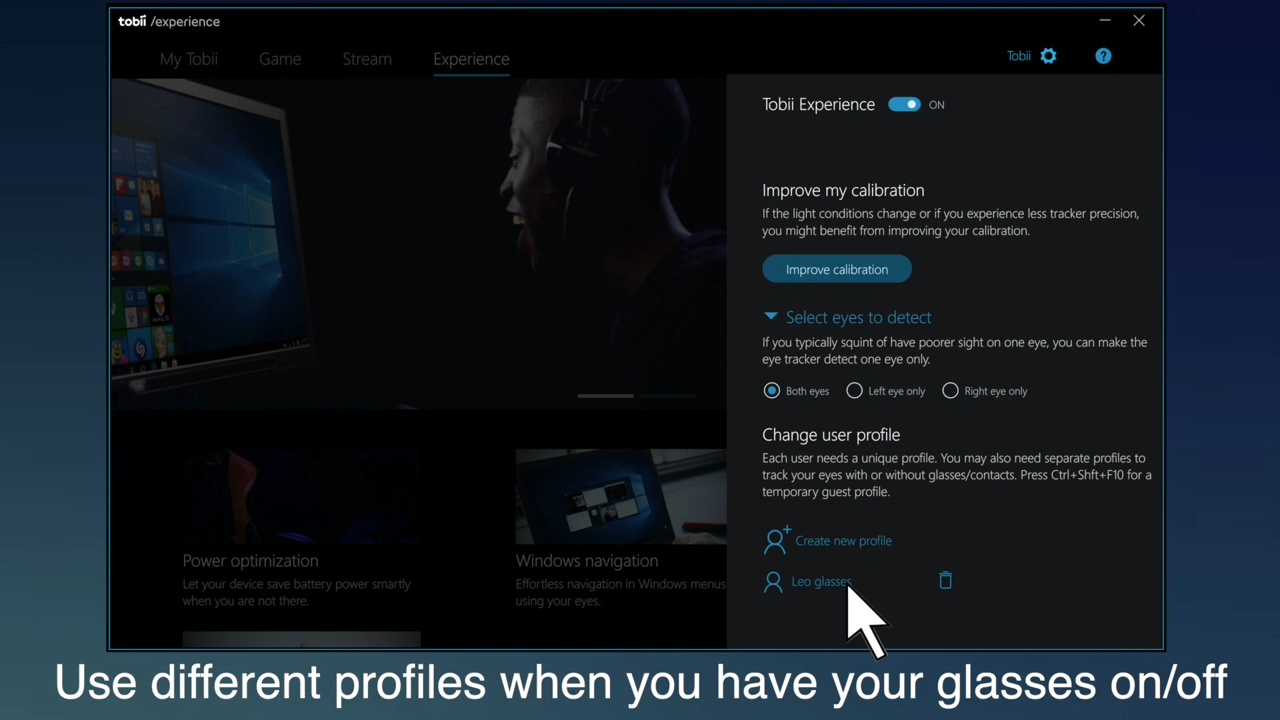 tobii /experience
My Tobii Game Stream Experience
Tobii
?
Tobii Experience ON
Improve my calibration
If the light conditions change or if you experience less tracker precision,
you might benefit from improving your calibration.
Improve calibration
Select eyes to detect
If you typically squint of have poorer sight on one eye, you can make the
eye tracker detect one eye only.
Both eyes Left eye only Right eye only
Change user profile
Each user needs a unique profile. You may also need separate profiles to
track your eyes with or without glasses/contacts. Press Ctrl+Shft+F10 for a
temporary guest profile.
Create new profile
Leo glasses
Power optimization
Let your device save battery power smartly
when you are not there.
Windows navigation
Effortless navigation in Windows menus
using your eyes.
Use different profiles when you have your glasses on/off